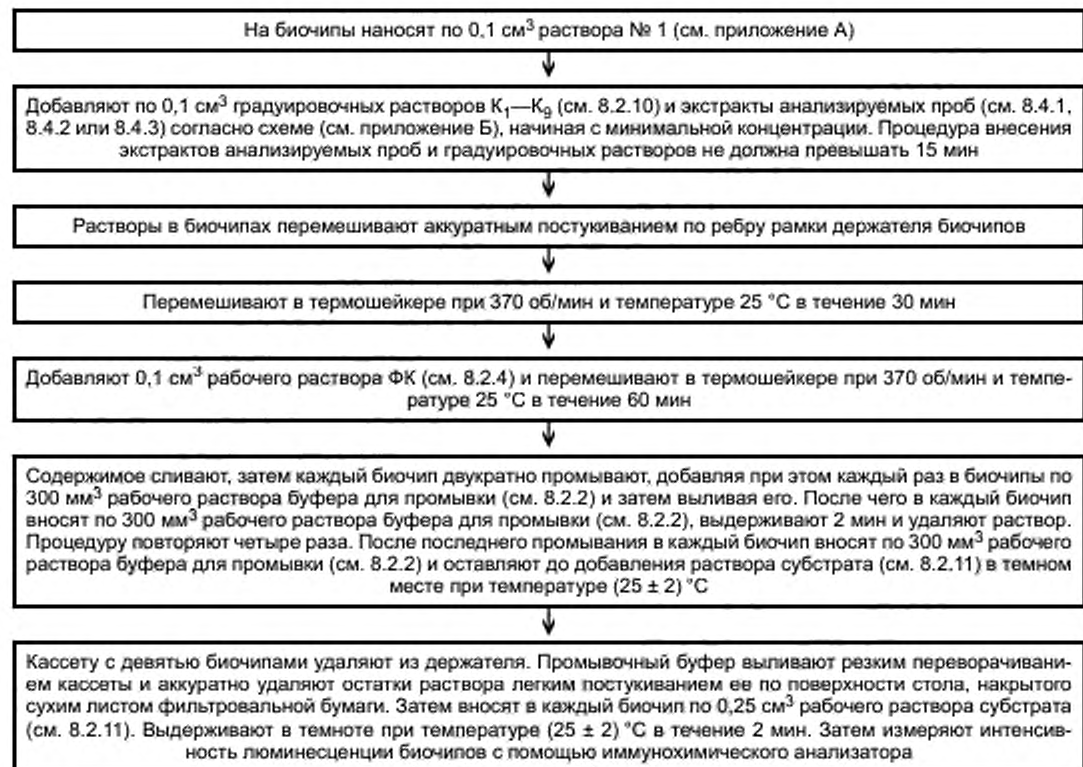 На биочипы наносят по 0,1 см³ раствора № 1 (см. приложение А)
Добавляют по 0,1 см³ градуировочных растворов К₁—К₉ (см. 8.2.10) и экстракты анализируемых проб (см. 8.4.1,
8.4.2 или 8.4.3) согласно схеме (см. приложение Б), начиная с минимальной концентрации. Процедура внесения
экстрактов анализируемых проб и градуировочных растворов не должна превышать 15 мин
Растворы в биочипах перемешивают аккуратным постукиванием по ребру рамки держателя биочипов
Перемешивают в термошейкере при 370 об/мин и температуре 25 °С в течение 30 мин
Добавляют 0,1 см³ рабочего раствора ФК (см. 8.2.4) и перемешивают в термошейкере при 370 об/мин и темпе-
ратуре 25 °С в течение 60 мин
Содержимое сливают, затем каждый биочип двукратно промывают, добавляя при этом каждый раз в биочипы по
300 мм³ рабочего раствора буфера для промывки (см. 8.2.2) и затем выливая его. После чего в каждый биочип
вносят по 300 мм³ рабочего раствора буфера для промывки (см. 8.2.2), выдерживают 2 мин и удаляют раствор.
Процедуру повторяют четыре раза. После последнего промывания в каждый биочип вносят по 300 мм³ рабочего
раствора буфера для промывки (см. 8.2.2) и оставляют до добавления раствора субстрата (см. 8.2.11) в темном
месте при температуре (25 ± 2) °С
Кассету с девятью биочипами удаляют из держателя. Промывочный буфер выливают резким переворачивани-
ем кассеты и аккуратно удаляют остатки раствора легким постукиванием ее по поверхности стола, накрытого
сухим листом фильтровальной бумаги. Затем вносят в каждый биочип по 0,25 см³ рабочего раствора субстрата
(см. 8.2.11). Выдерживают в темноте при температуре (25 ± 2) °С в течение 2 мин. Затем измеряют интенсив-
ность люминесценции биочипов с помощью иммунохимического анализатора